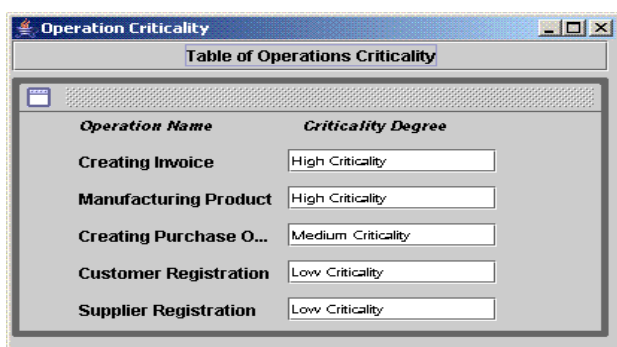 Operation Criticality
Table of Operations Criticality
Operation Name Criticality Degree
Creating Invoice High Criticality
Manufacturing Product High Criticality
Creating Purchase O... Medium Criticality
Customer Registration Low Criticality
Supplier Registration Low Criticality